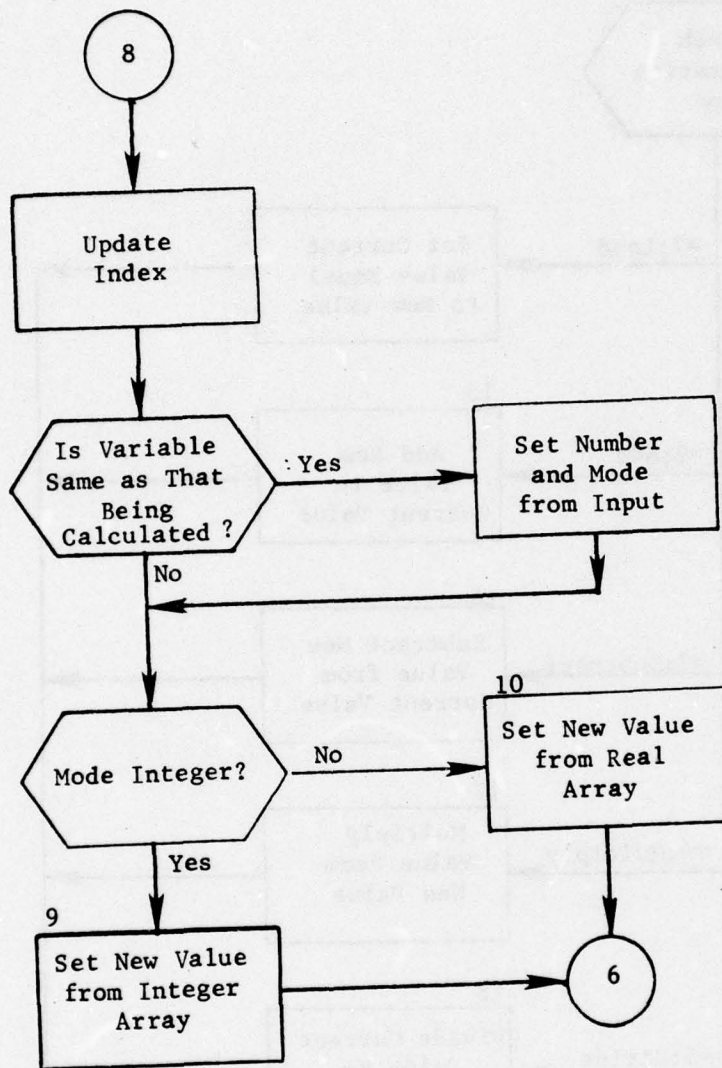 8
Update
Index
Is Variable
Same as That
Being
Calculated?
Yes
Set Number
and Mode
from Input
No
Mode Integer?
No
10
Set New Value
from Real
Array
Yes
9
Set New Value
from Integer
Array
6